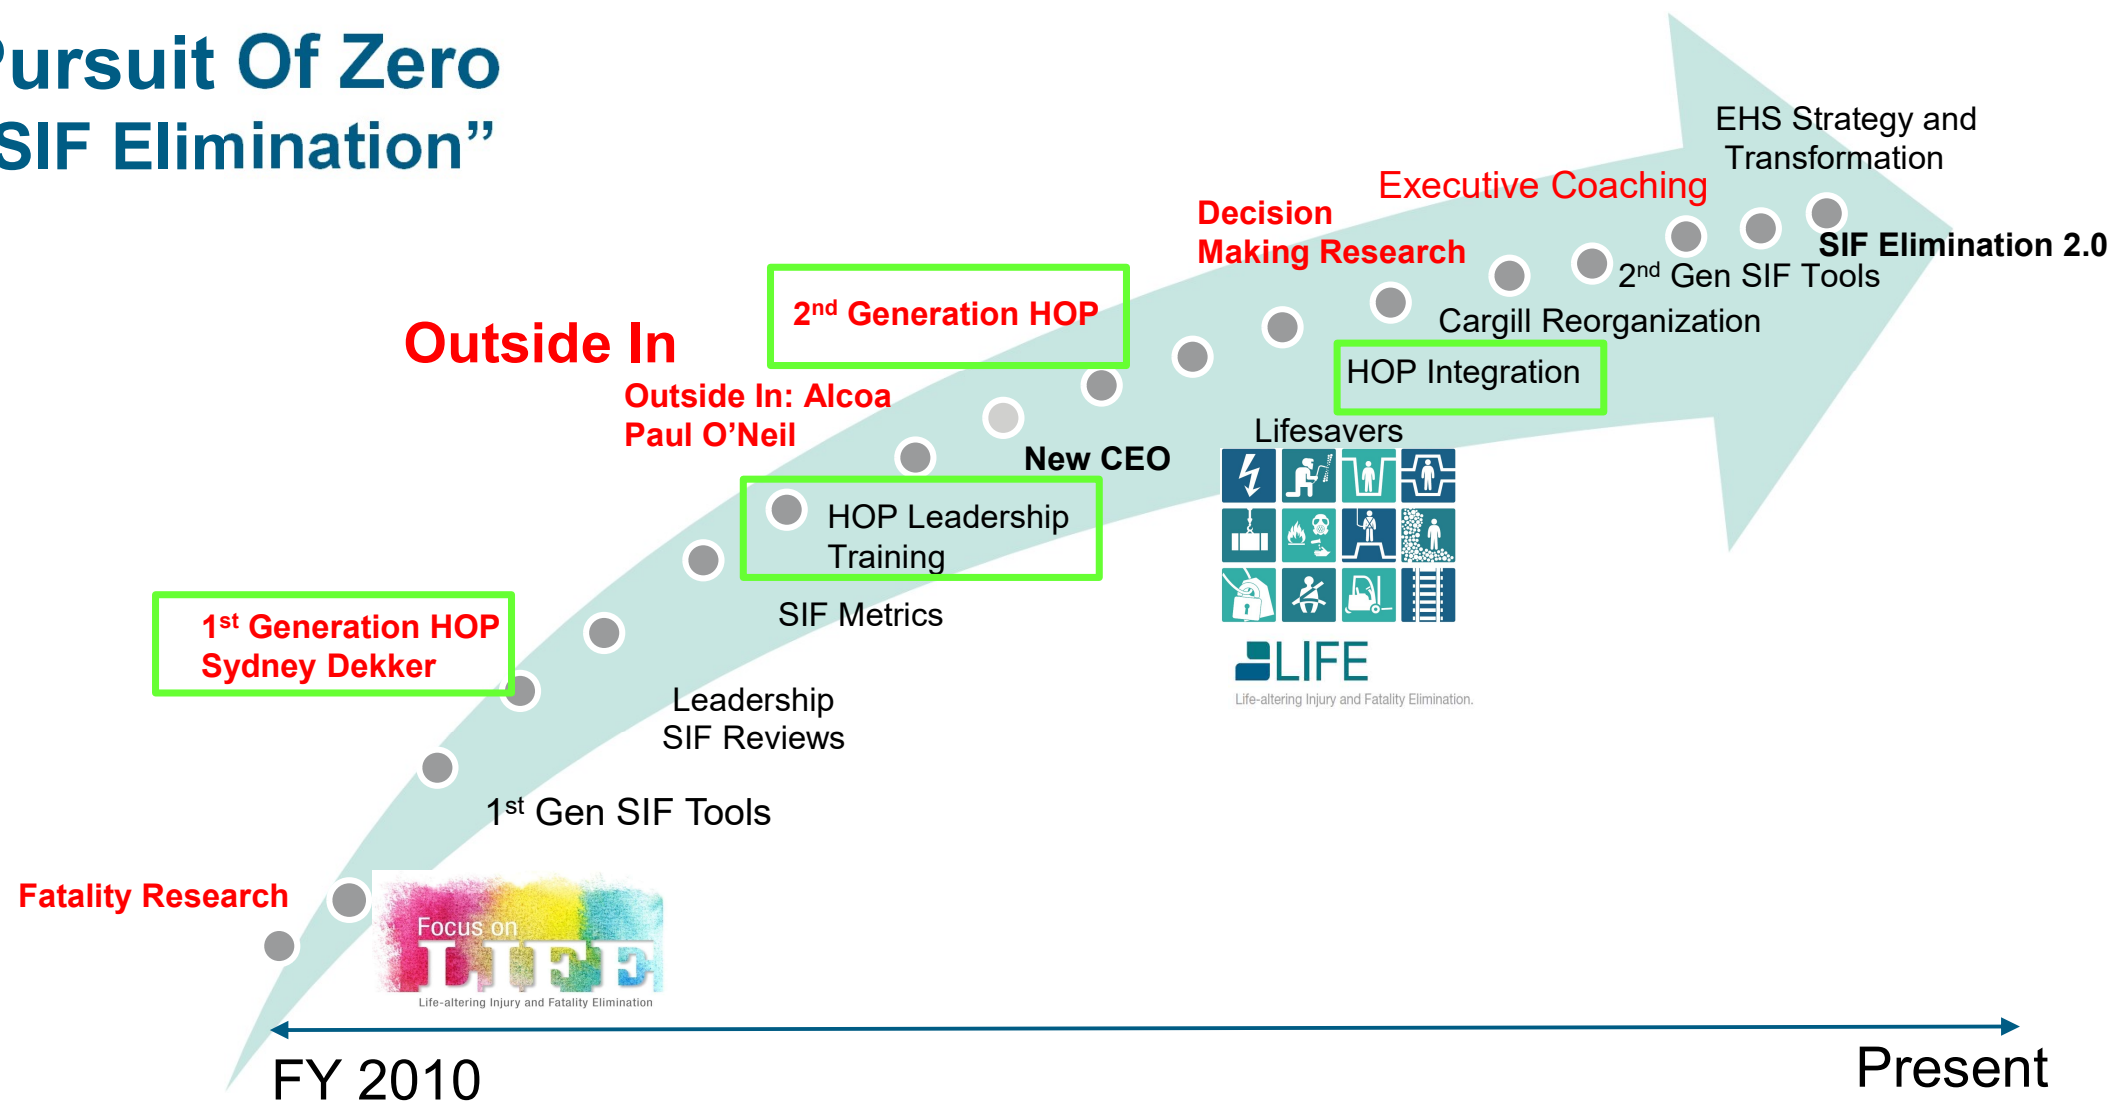 Pursuit Of Zero
SIF Elimination”
EHS Strategy and
Transformation
Executive Coaching
Decision
Making Research
SIF Elimination 2.0
2nd Gen SIF Tools
2nd Generation HOP
Cargill Reorganization
Outside In
HOP Integration
Outside In: Alcoa
Paul O’Neil
Lifesavers
New CEO
HOP Leadership
Training
SIF Metrics
1st Generation HOP
Sydney Dekker
LIFE
Life-altering Injury and Fatality Elimination.
Leadership
SIF Reviews
1st Gen SIF Tools
Fatality Research
Focus on
LIFE
Life-altering Injury and Fatality Elimination
FY 2010
Present